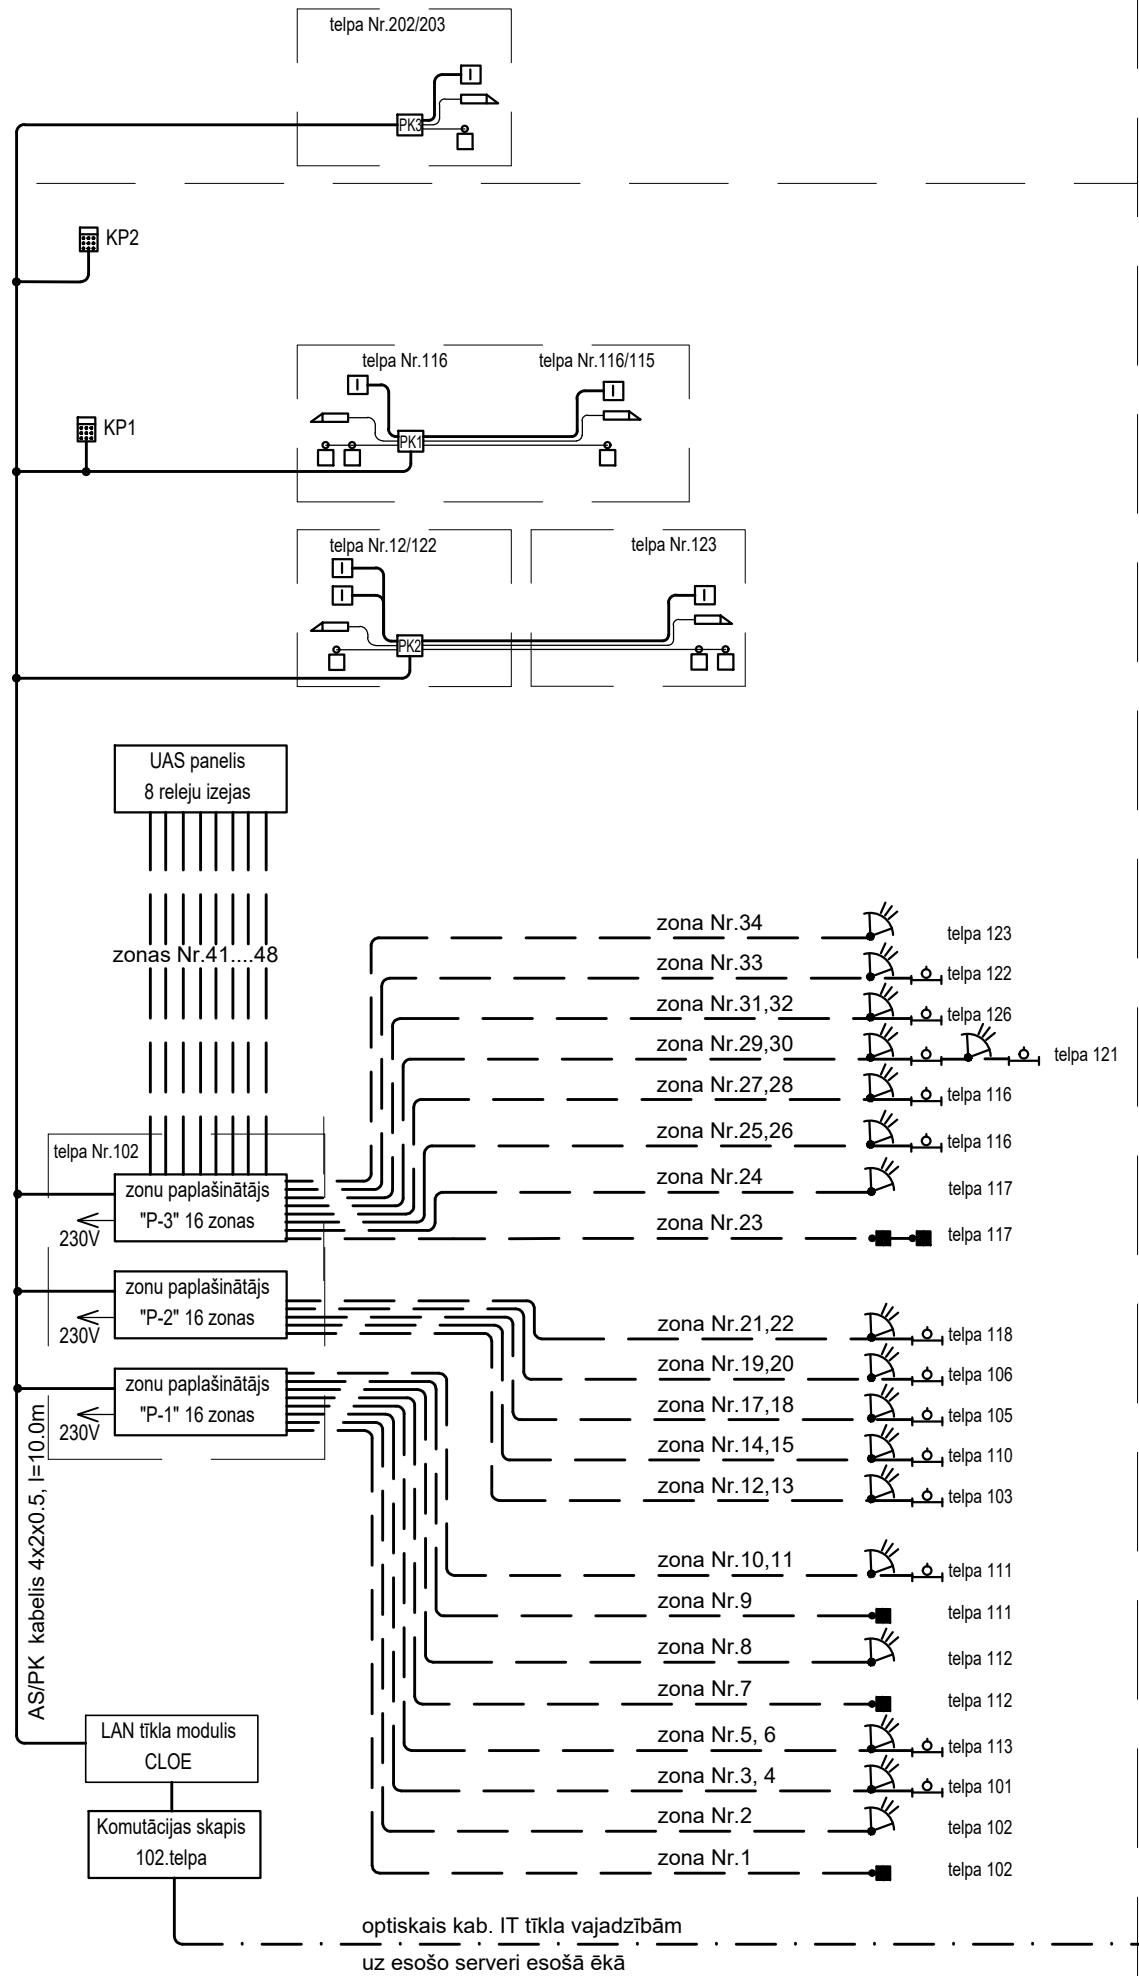 telpa Nr.202/203
PK3
KP2
telpa Nr.116
telpa Nr.116/115
KP1
PK1
telpa Nr.12/122
telpa Nr.123
PK2
UAS panelis
8 releju izejas
zonas Nr.41....48
zona Nr.34
telpa 123
zona Nr.33
telpa 122
zona Nr.31,32
telpa 126
zona Nr.29,30
telpa 121
zona Nr.27,28
telpa 116
zona Nr.25,26
telpa 116
telpa Nr.102
zona Nr.24
telpa 117
zonu paplašinātājs
"P-3" 16 zonas
230V
zona Nr.23
telpa 117
zonu paplašinātājs
"P-2" 16 zonas
230V
zona Nr.21,22
telpa 118
zona Nr.19,20
telpa 106
zonu paplašinātājs
"P-1" 16 zonas
230V
zona Nr.17,18
telpa 105
zona Nr.14,15
telpa 110
zona Nr.12,13
telpa 103
AS/PK kabelis 4x2x0.5, l=10.0m
zona Nr.10,11
telpa 111
zona Nr.9
telpa 111
zona Nr.8
telpa 112
zona Nr.7
telpa 112
zona Nr.5, 6
telpa 113
zona Nr.3, 4
telpa 101
zona Nr.2
telpa 102
zona Nr.1
telpa 102
LAN tīkla modulis
CLOE
Komutācijas skapis
102.telpa
optiskais kab. IT tīkla vajadzībām
uz esošo serveri esošā ēkā